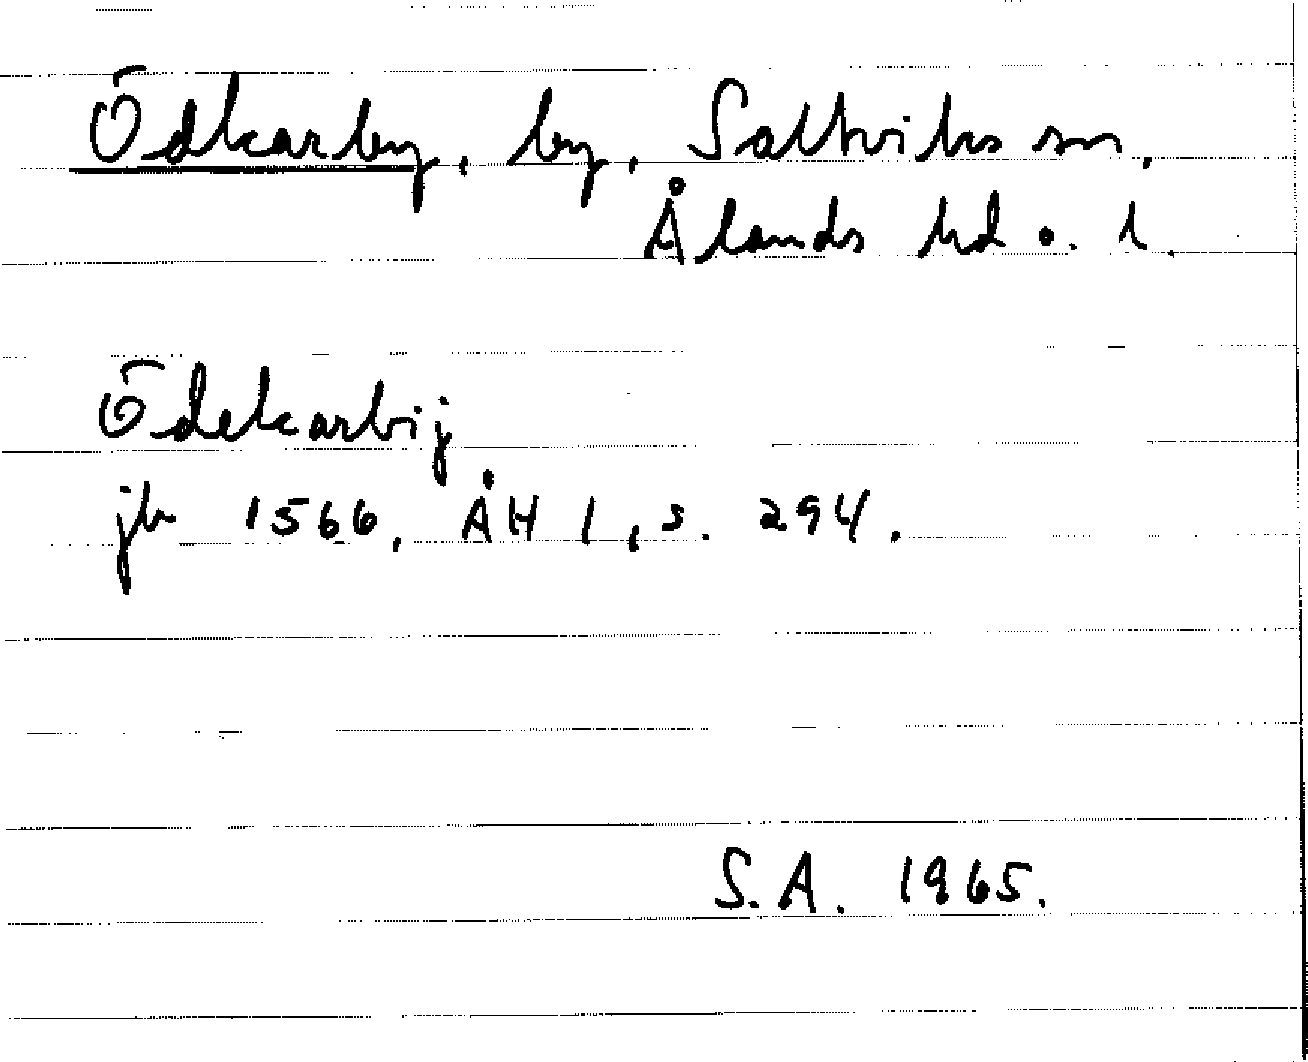 Ödkarby, by, Saltviks sn,
Ålands hd o. l.
Ödekarbij
jb 1566, ÅH I, s. 294.
S.A. 1965.